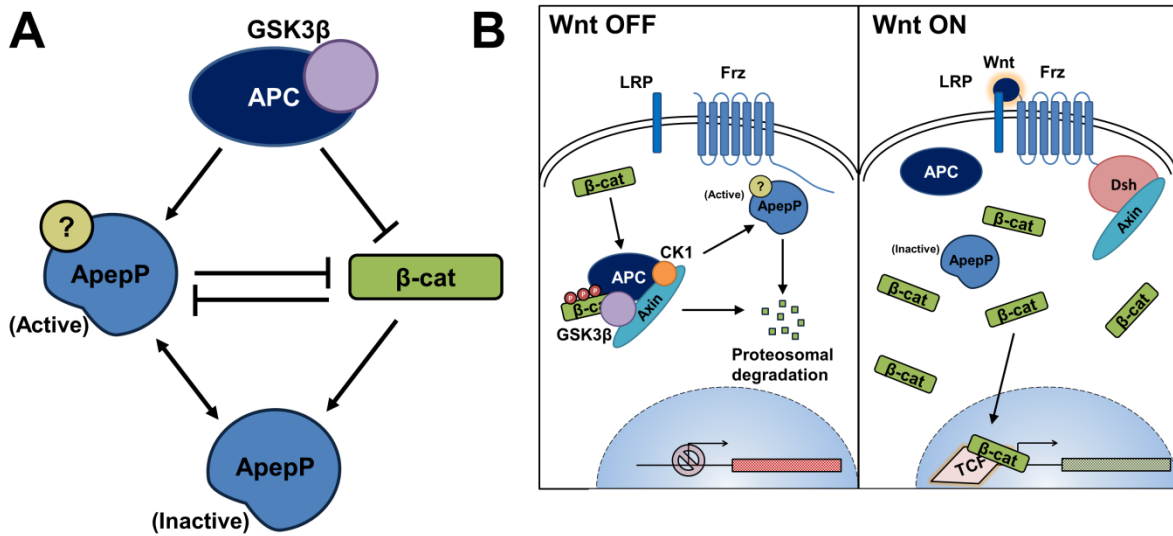 A
GSK3β
APC
?
ApepP
(Active)
β-cat
ApepP
(Inactive)
B
Wnt OFF
LRP
Frz
β-cat
(Active)
?
ApepP
CK1
APC
P P P
β-cat
Axin
GSK3β
Proteosomal
degradation
Wnt ON
Wnt
LRP
Frz
APC
Dsh
Axin
β-cat
(Inactive)
ApepP
β-cat
β-cat
β-cat
β-cat
β-cat
TCF